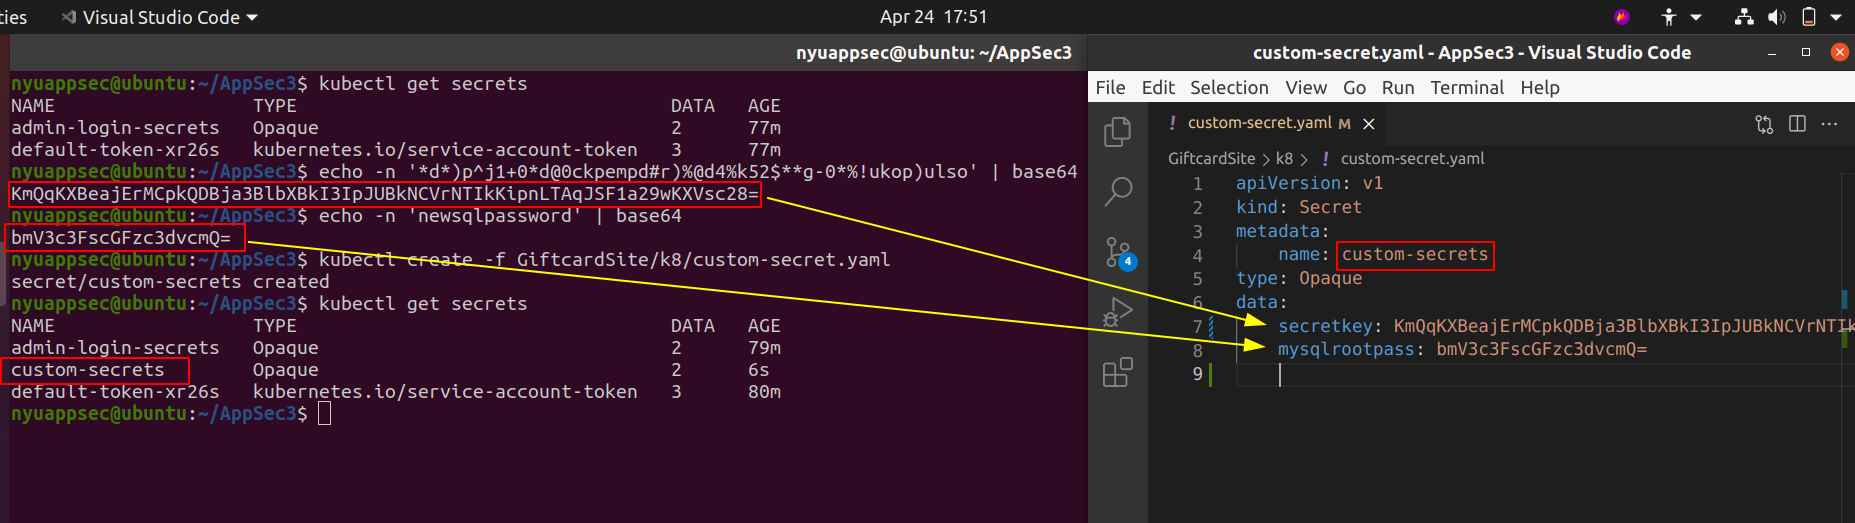 ties
Visual Studio Code
Apr 24 17:51
nyuappsec@ubuntu: ~/AppSec3
nyuappsec@ubuntu:~/AppSec3$ kubectl get secrets
NAME TYPE DATA AGE
admin-login-secrets Opaque 2 77m
default-token-xr26s kubernetes.io/service-account-token 3 77m
nyuappsec@ubuntu:~/AppSec3$ echo -n '*d*)p^j1+0*d@0ckpempd#r)%@d4%k52$**g-0*%!ukop)ulso' | base64
KmQqKXBeajErMCpkQDBja3BlbXBkI3IpJUBkNCVrNTIkKipnLTAqJSF1a29wKXVsc28=
nyuappsec@ubuntu:~/AppSec3$ echo -n 'newsqlpassword' | base64
bmV3c3FscGFzc3dvcmQ=
nyuappsec@ubuntu:~/AppSec3$ kubectl create -f GiftcardSite/k8/custom-secret.yaml
secret/custom-secrets created
nyuappsec@ubuntu:~/AppSec3$ kubectl get secrets
NAME TYPE DATA AGE
admin-login-secrets Opaque 2 79m
custom-secrets Opaque 2 6s
default-token-xr26s kubernetes.io/service-account-token 3 80m
nyuappsec@ubuntu:~/AppSec3$
custom-secret.yaml - AppSec3 - Visual Studio Code
File Edit Selection View Go Run Terminal Help
! custom-secret.yaml M
GiftcardSite > k8 > ! custom-secret.yaml
4
1 apiVersion: v1
2 kind: Secret
3 metadata:
4 name: custom-secrets
5 type: Opaque
6 data:
7 secretkey: KmQqKXBeajErMCpkQDBja3BlbXBkI3IpJUBkNCVrNTIk
8 mysqlrootpass: bmV3c3FscGFzc3dvcmQ=
9